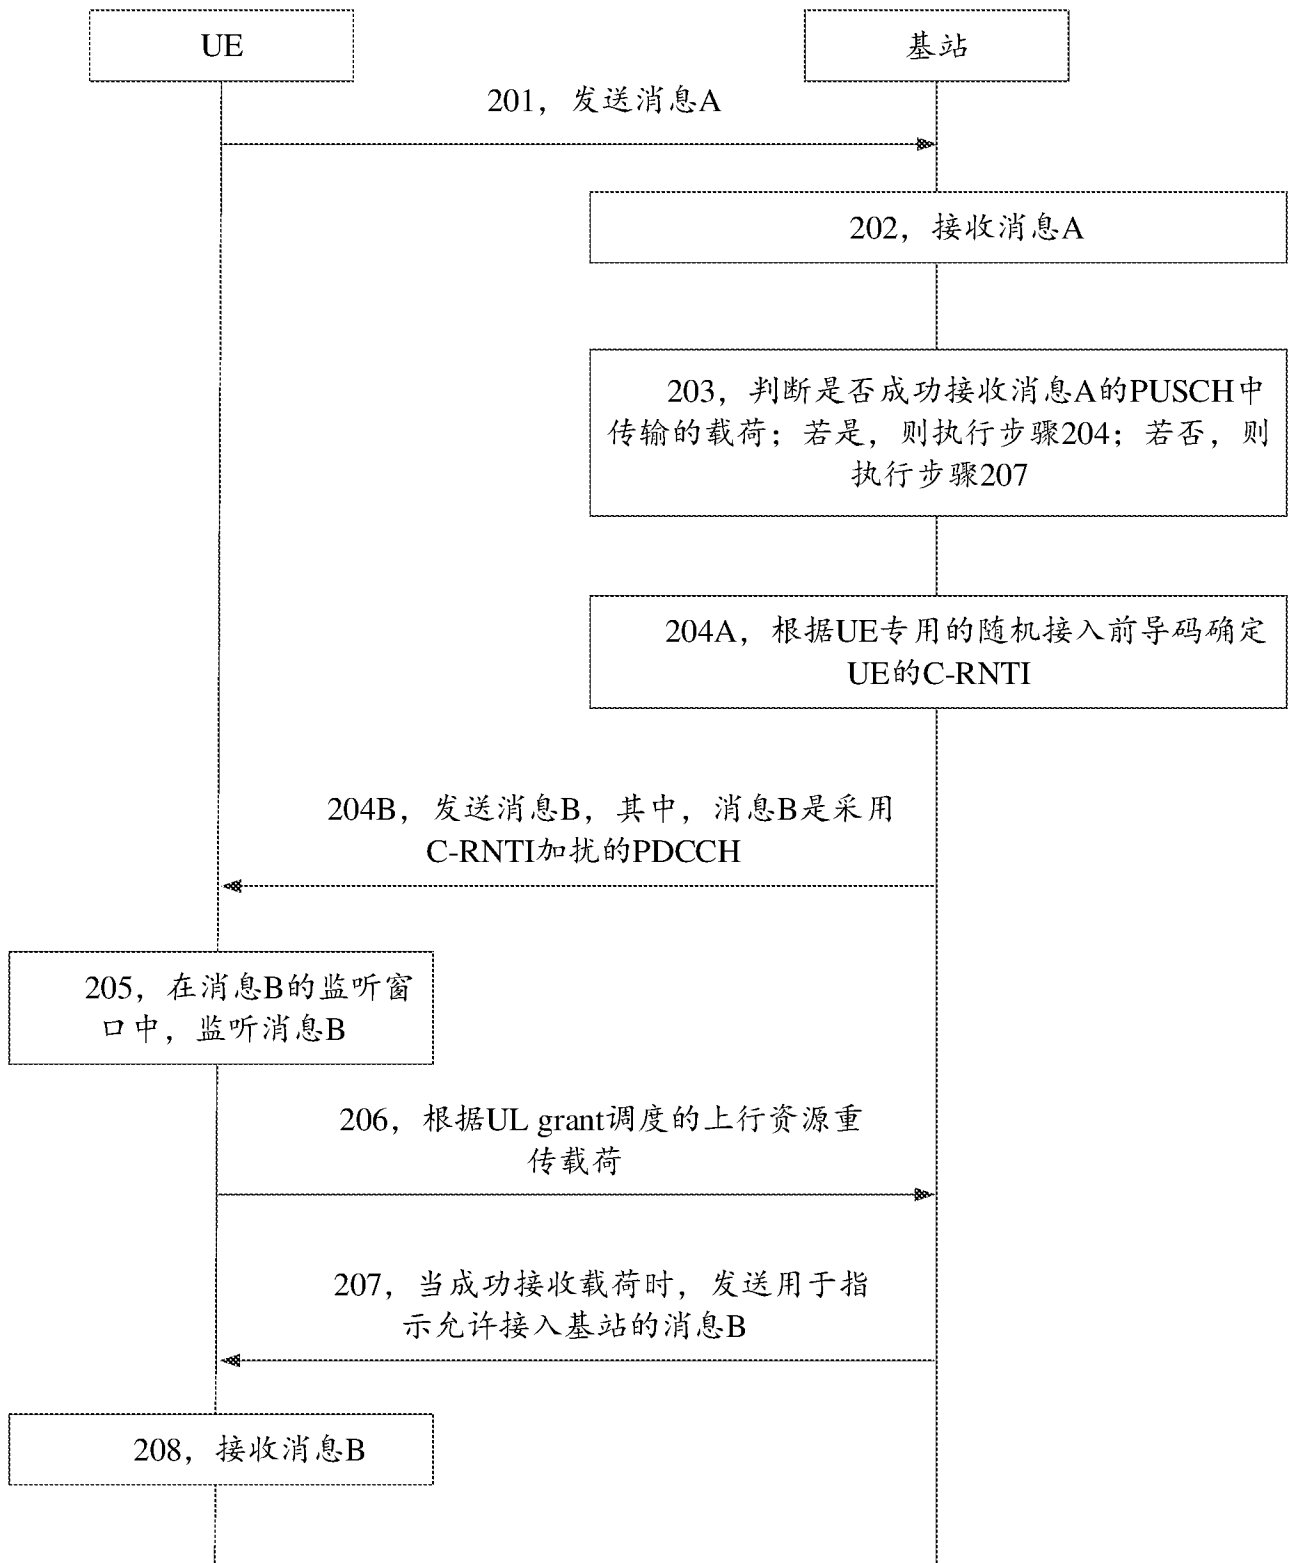 UE
基站
201，发送消息A
202，接收消息A
203，判断是否成功接收消息A的PUSCH中
传输的载荷；若是，则执行步骤204；若否，则
执行步骤207
204A，根据UE专用的随机接入前导码确定
UE的C-RNTI
204B，发送消息B，其中，消息B是采用
C-RNTI加扰的PDCCH
205，在消息B的监听窗
口中，监听消息B
206，根据UL grant调度的上行资源重
传载荷
207，当成功接收载荷时，发送用于指
示允许接入基站的消息B
208，接收消息B